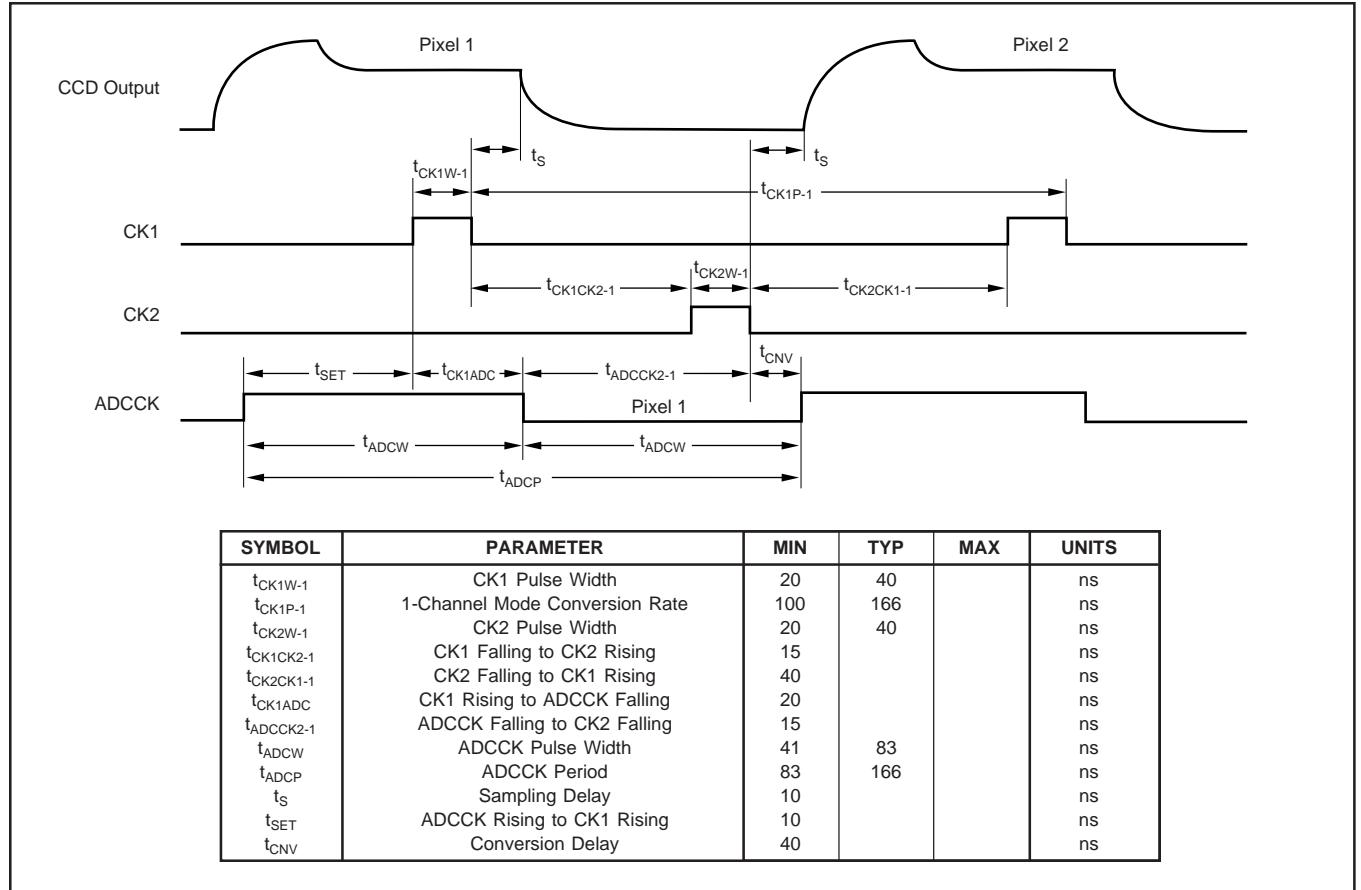 Pixel 1 Pixel 2
CCD Output
tS tS
tCK1W-1
tCK1P-1
CK1
tCK2W-1
tCK1CK2-1 tCK2CK1-1
CK2
tCNV
tSET tCK1ADC tADCCK2-1
ADCCK Pixel 1
tADCW tADCW
tADCP
SYMBOL PARAMETER MIN TYP MAX UNITS
tCK1W-1 CK1 Pulse Width 20 40 ns
tCK1P-1 1-Channel Mode Conversion Rate 100 166 ns
tCK2W-1 CK2 Pulse Width 20 40 ns
tCK1CK2-1 CK1 Falling to CK2 Rising 15 ns
tCK2CK1-1 CK2 Falling to CK1 Rising 40 ns
tCK1ADC CK1 Rising to ADCCK Falling 20 ns
tADCCK2-1 ADCCK Falling to CK2 Falling 15 ns
tADCW ADCCK Pulse Width 41 83 ns
tADCP ADCCK Period 83 166 ns
tS Sampling Delay 10 ns
tSET ADCCK Rising to CK1 Rising 10 ns
tCNV Conversion Delay 40 ns